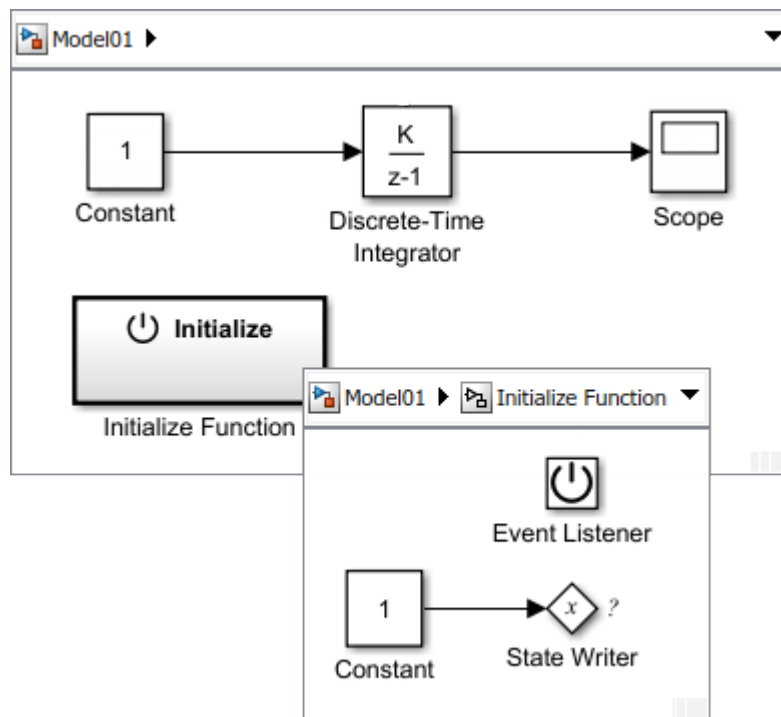 Model01
1
Constant
K
z-1
Discrete-Time
Integrator
Scope
Initialize
Initialize Function
Model01 Initialize Function
Event Listener
1
Constant
x ?
State Writer